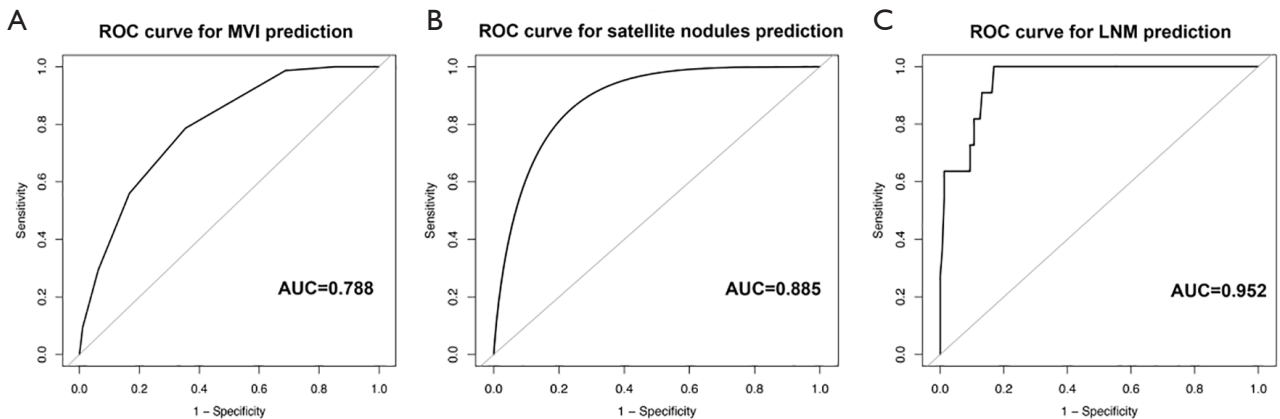 A
ROC curve for MVI prediction
Sensitivity
1.0
0.8
0.6
0.4
0.2
0.0
AUC=0.788
0.0 0.2 0.4 0.6 0.8 1.0
1 – Specificity
B
ROC curve for satellite nodules prediction
Sensitivity
1.0
0.8
0.6
0.4
0.2
0.0
AUC=0.885
0.0 0.2 0.4 0.6 0.8 1.0
1 – Specificity
C
ROC curve for LNM prediction
Sensitivity
1.0
0.8
0.6
0.4
0.2
0.0
AUC=0.952
0.0 0.2 0.4 0.6 0.8 1.0
1 – Specificity